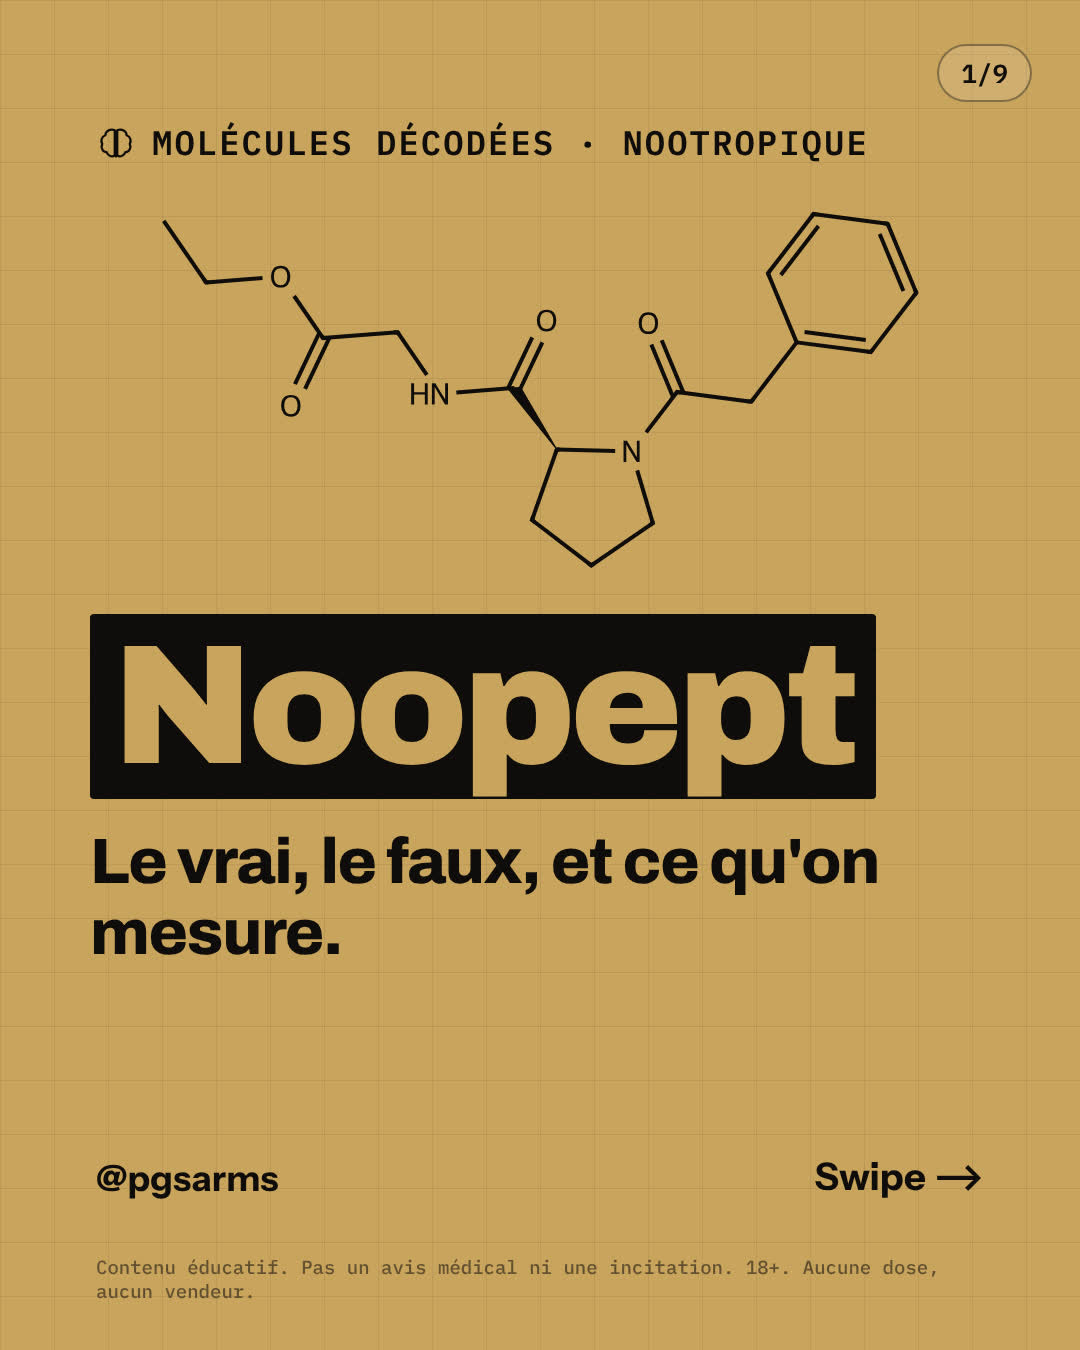 1/9
MOLÉCULES DÉCODÉES · NOOTROPIQUE
O
O
HN
O
O
N
Noopept
Le vrai, le faux, et ce qu'on
mesure.
@pgsarms
Swipe →
Contenu éducatif. Pas un avis médical ni une incitation. 18+. Aucune dose,
aucun vendeur.